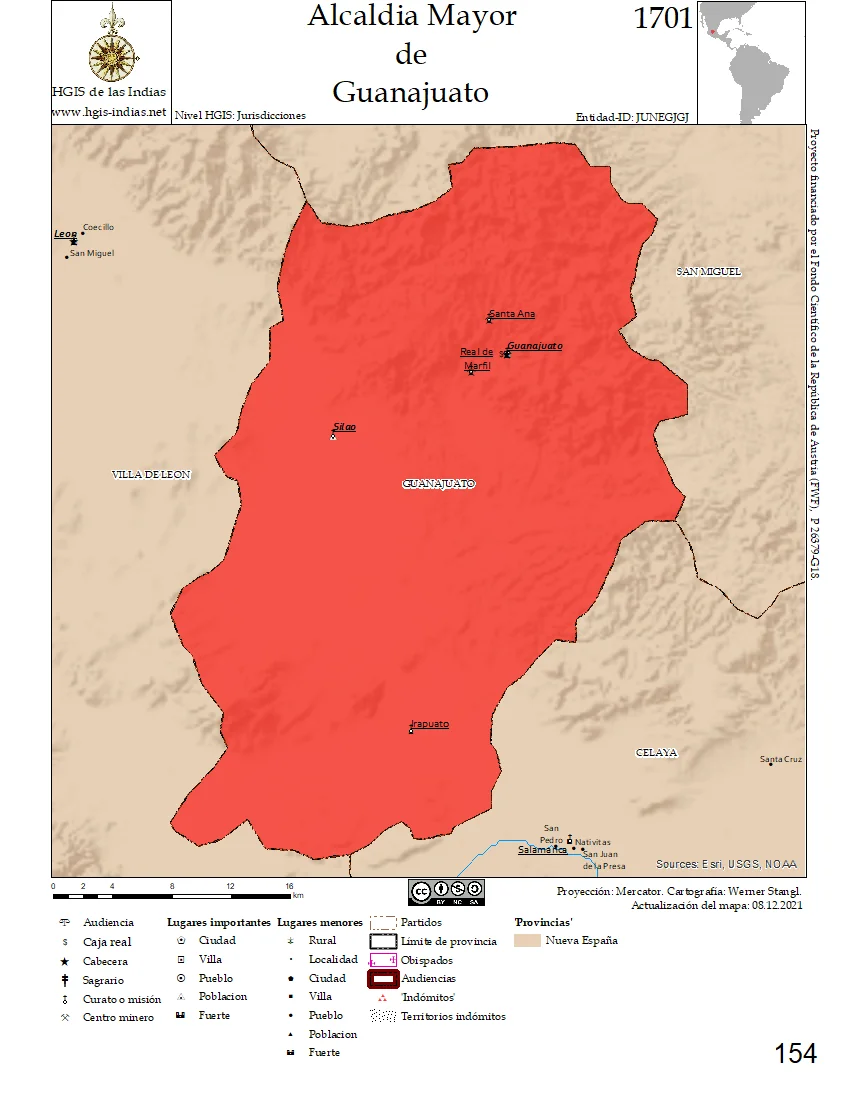 Alcaldia Mayor
de
Guanajuato
1701
HGIS de las Indias
www.hgis-indias.net
Nivel HGIS: Jurisdicciones
Entidad-ID: JUNEGJGJ
Proyecto financiado por el Fondo Científico de la República de Austria (FWF), P 26379-G18.
Leon
Coecillo
San Miguel
SAN MIGUEL
Santa Ana
Guanajuato
Real de
Marfil
Silao
VILLA DE LEON
GUANAJUATO
Irapuato
CELAYA
Santa Cruz
San
Pedro
Nativitas
Salamanca
San Juan
de la Presa
Sources: Esri, USGS, NOAA
0 2 4 8 12 16
km
CC BY NC SA
Proyección: Mercator. Cartografía: Werner Stangl.
Actualización del mapa: 08.12.2021
Audiencia
Caja real
Cabecera
Sagrario
Curato o misión
Centro minero
Lugares importantes
Ciudad
Villa
Pueblo
Poblacion
Fuerte
Lugares menores
Rural
Localidad
Ciudad
Villa
Pueblo
Poblacion
Fuerte
Partidos
Límite de provincia
Obispados
Audiencias
'Indómitos'
Territorios indómitos
'Provincias'
Nueva España
154